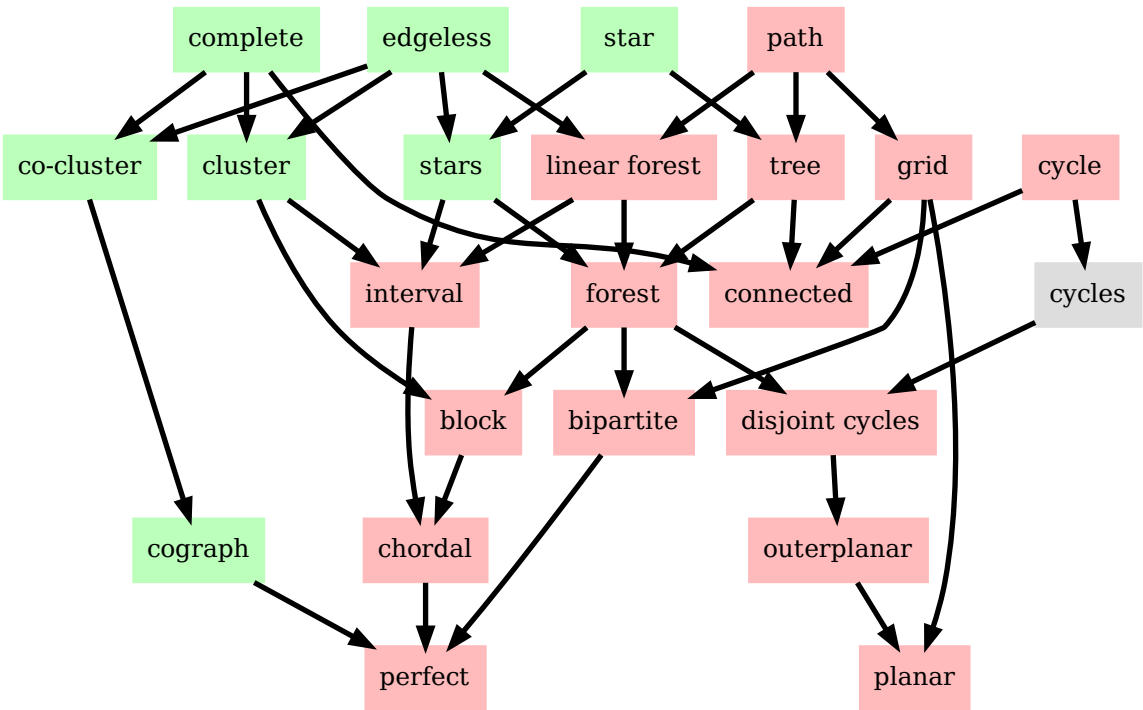 complete
edgeless
star
path
co-cluster
cluster
stars
linear forest
tree
grid
cycle
interval
forest
connected
cycles
block
bipartite
disjoint cycles
cograph
chordal
outerplanar
perfect
planar